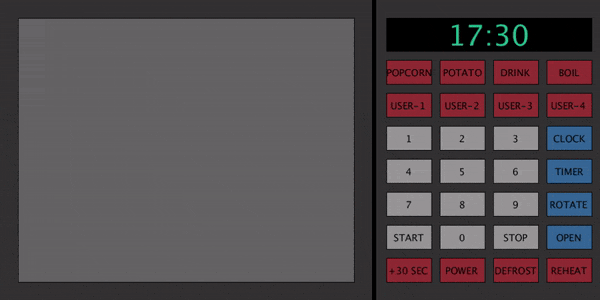 17:30
POPCORN POTATO DRINK BOIL
USER-1 USER-2 USER-3 USER-4
1 2 3 CLOCK
4 5 6 TIMER
7 8 9 ROTATE
START 0 STOP OPEN
+30 SEC POWER DEFROST REHEAT